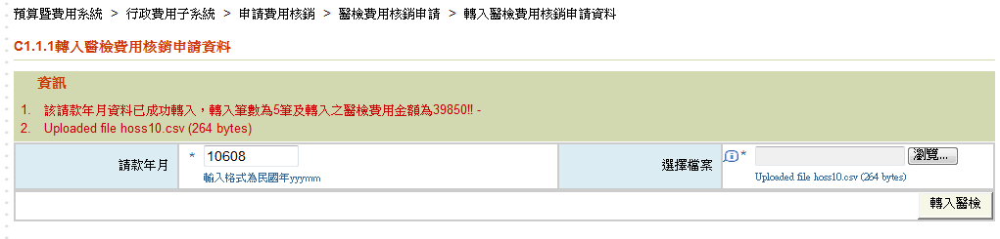 預算暨費用系統 > 行政費用子系統 > 申請費用核銷 > 醫檢費用核銷申請 > 轉入醫檢費用核銷申請資料
C1.1.1轉入醫檢費用核銷申請資料
資訊
1. 該請款年月資料已成功轉入，轉入筆數為5筆及轉入之醫檢費用金額為39850!! -
2. Uploaded file hoss10.csv (264 bytes)
請款年月 * 10608 選擇檔案 * 瀏覽...
輸入格式為民國年yyymm Uploaded file hoss10.csv (264 bytes)
轉入醫檢